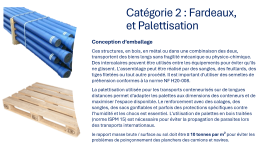 Catégorie 2 : Fardeaux,
et Palettisation
Conception d'emballage
Ces structures, en bois, en métal ou dans une combinaison des deux,
transportent des biens longs sans fragilité mécanique ou physico-chimique.
Des intercalaires peuvent être utilisés entre les équipements pour éviter qu'ils
ne glissent. L'assemblage peut être réalisé par des sangles, des feuillards, des
tiges filetées ou tout autre procédé. Il est important d'utiliser des semelles de
préhension conformes à la norme NF H20-008.
La palettisation utilisée pour les transports conteneurisés sur de longues
distances permet d'adapter les palettes aux dimensions des conteneurs et de
maximiser l'espace disponible. Le renforcement avec des calages, des
sangles, des sacs gonflables et parfois des protections spécifiques contre
l'humidité et les chocs est essentiel. L'utilisation de palettes en bois traitées
(norme ISPM 15) est nécessaire pour éviter la propagation de parasites lors
des transports internationaux.
le rapport masse brute / surface au sol doit être 10 tonnes par m² pour éviter les
problèmes de poinçonnement des planchers des camions et navires.